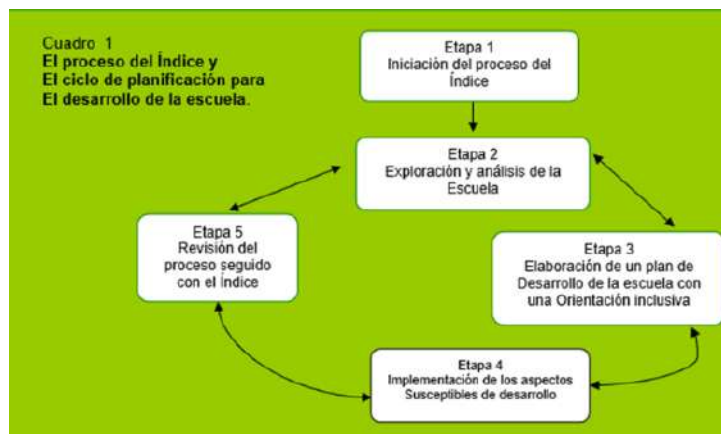 Cuadro 1
El proceso del Índice y
El ciclo de planificación para
El desarrollo de la escuela.
Etapa 1
Iniciación del proceso del
Índice
Etapa 2
Exploración y análisis de la
Escuela
Etapa 5
Revisión del
proceso seguido
con el Índice
Etapa 3
Elaboración de un plan de
Desarrollo de la escuela con
una Orientación inclusiva
Etapa 4
Implementación de los aspectos
Susceptibles de desarrollo